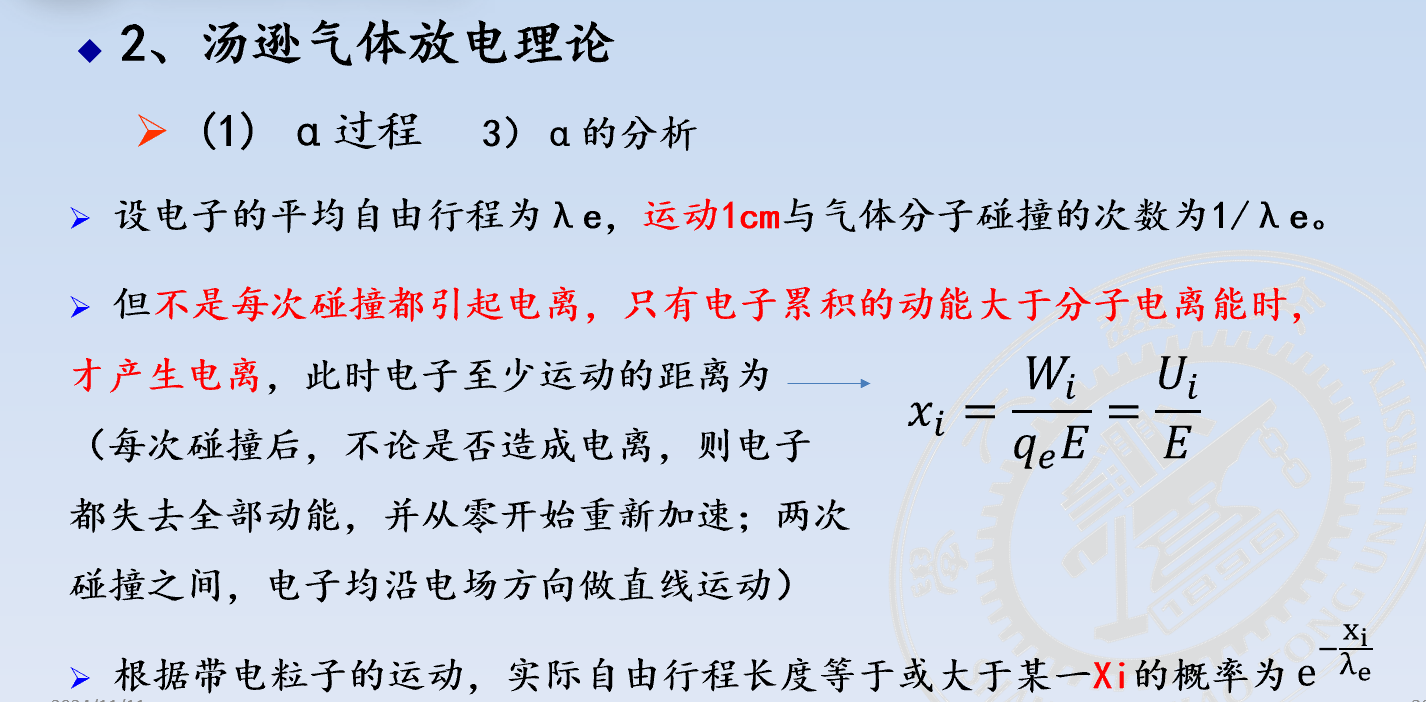 2、汤逊气体放电理论
(1) α过程 3) α的分析
设电子的平均自由行程为λe，运动1cm与气体分子碰撞的次数为1/λe。
但不是每次碰撞都引起电离，只有电子累积的动能大于分子电离能时，
才产生电离，此时电子至少运动的距离为
x_i = W_i / (q_e E) = U_i / E
（每次碰撞后，不论是否造成电离，则电子
都失去全部动能，并从零开始重新加速；两次
碰撞之间，电子均沿电场方向做直线运动）
根据带电粒子的运动，实际自由行程长度等于或大于某一Xi的概率为 e^(-x_i/λ_e)
1896